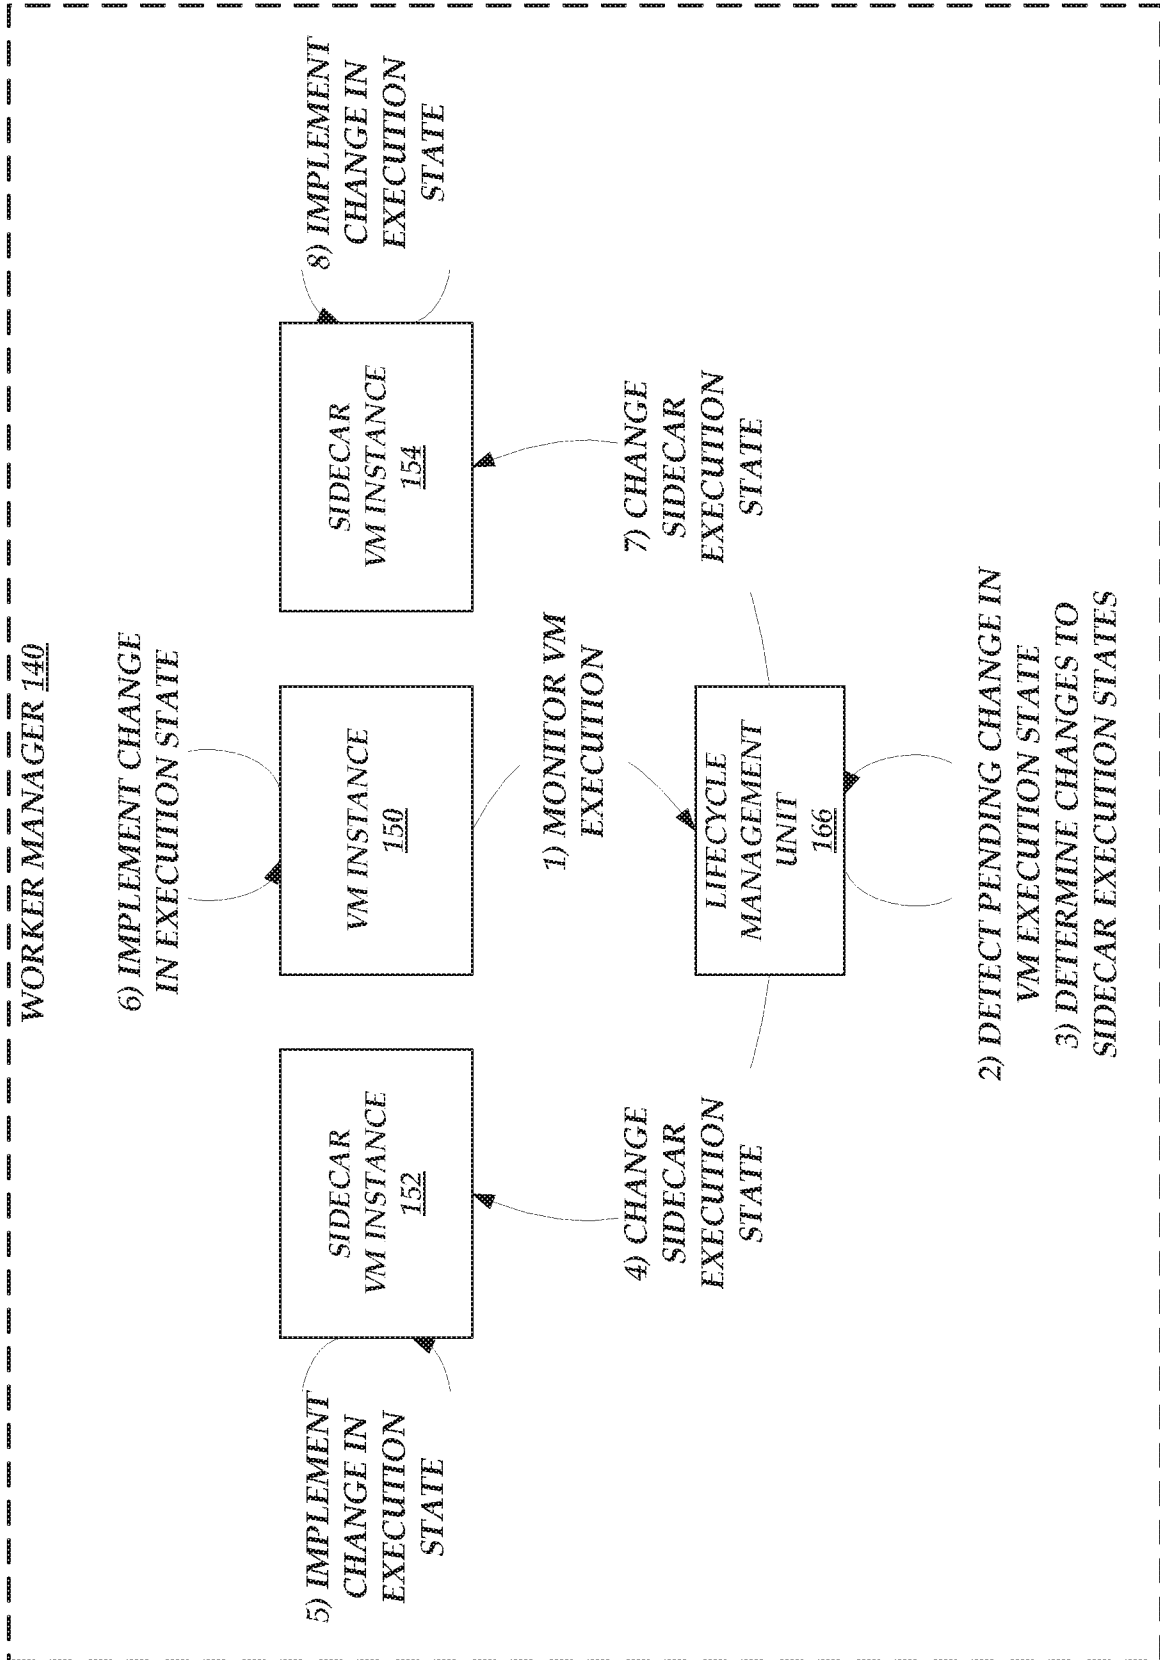 WORKER MANAGER 140
6) IMPLEMENT CHANGE
IN EXECUTION STATE
5) IMPLEMENT
CHANGE IN
EXECUTION
STATE
SIDECAR
VM INSTANCE
152
VM INSTANCE
150
SIDECAR
VM INSTANCE
154
8) IMPLEMENT
CHANGE IN
EXECUTION
STATE
4) CHANGE
SIDECAR
EXECUTION
STATE
1) MONITOR VM
EXECUTION
7) CHANGE
SIDECAR
EXECUTION
STATE
LIFECYCLE
MANAGEMENT
UNIT
166
2) DETECT PENDING CHANGE IN
VM EXECUTION STATE
3) DETERMINE CHANGES TO
SIDECAR EXECUTION STATES